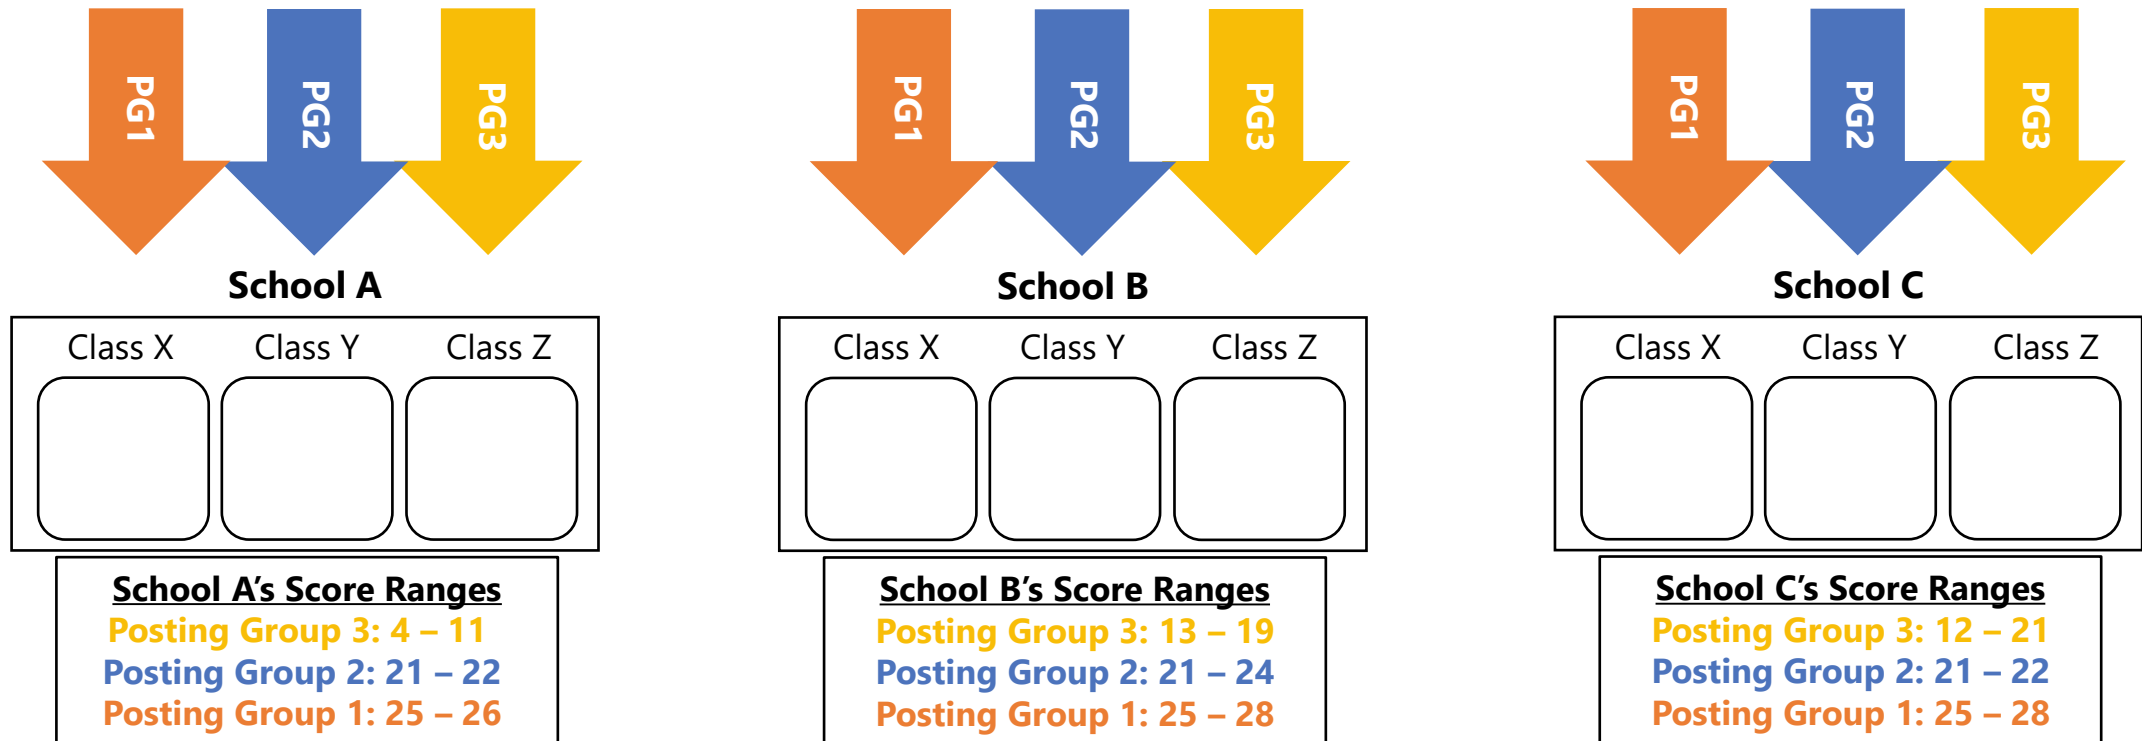 PG1
PG2
PG3
School A
Class X
Class Y
Class Z
School A's Score Ranges
Posting Group 3: 4 – 11
Posting Group 2: 21 – 22
Posting Group 1: 25 – 26
PG1
PG2
PG3
School B
Class X
Class Y
Class Z
School B's Score Ranges
Posting Group 3: 13 – 19
Posting Group 2: 21 – 24
Posting Group 1: 25 – 28
PG1
PG2
PG3
School C
Class X
Class Y
Class Z
School C's Score Ranges
Posting Group 3: 12 – 21
Posting Group 2: 21 – 22
Posting Group 1: 25 – 28